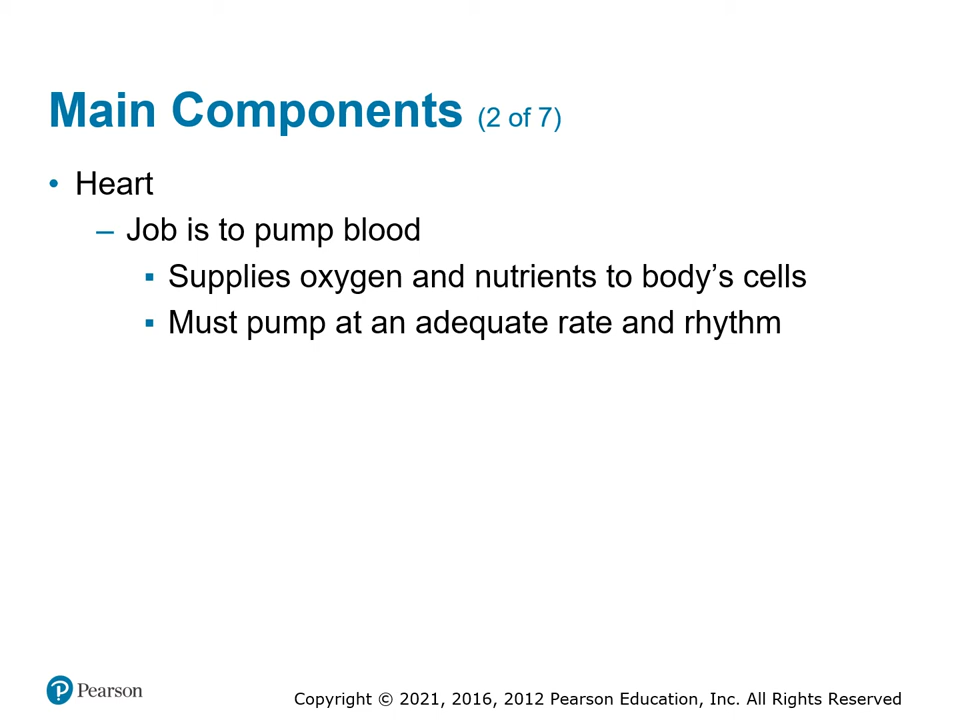 Main Components (2 of 7)
• Heart
– Job is to pump blood
▪ Supplies oxygen and nutrients to body’s cells
▪ Must pump at an adequate rate and rhythm
Pearson
Copyright © 2021, 2016, 2012 Pearson Education, Inc. All Rights Reserved